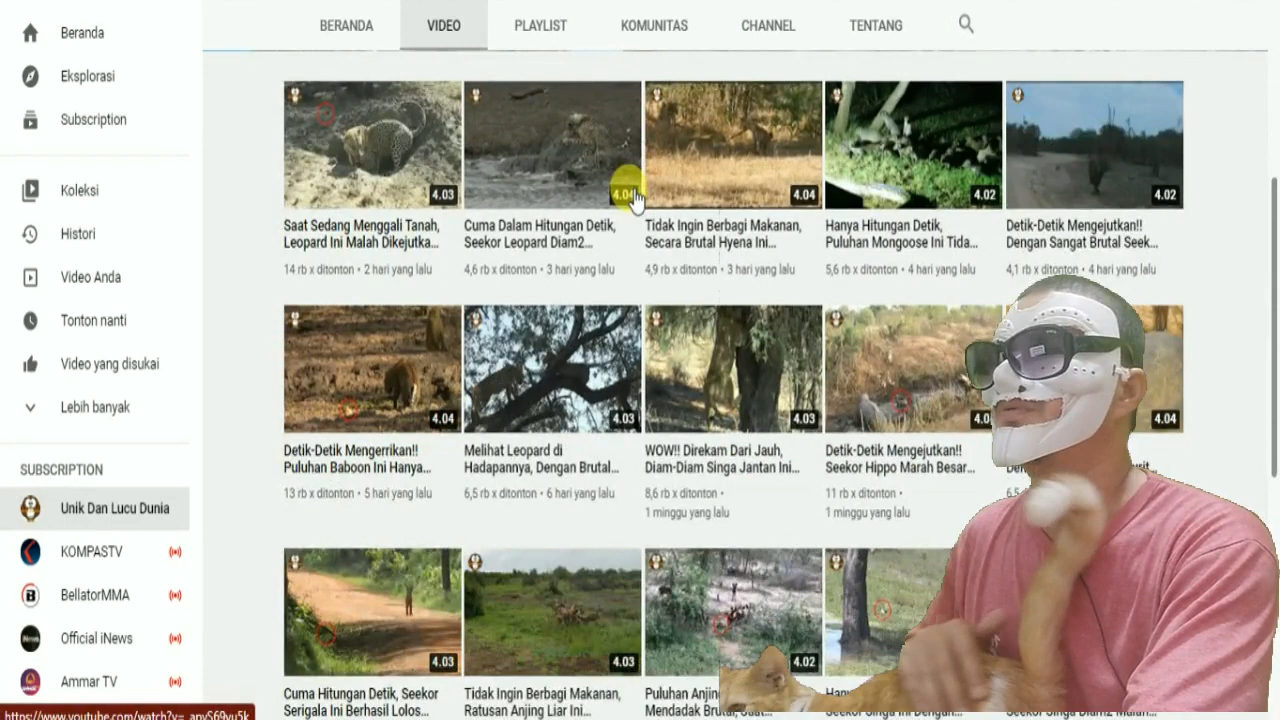 BERANDA VIDEO PLAYLIST KOMUNITAS CHANNEL TENTANG
Beranda
Eksplorasi
Subscription
Koleksi
Histori
Video Anda
Tonton nanti
Video yang disukai
Lebih banyak
SUBSCRIPTION
Unik Dan Lucu Dunia
KOMPASTV
BellatorMMA
Official iNews
Ammar TV
4.03
Saat Sedang Menggali Tanah,
Leopard Ini Malah Dikejutka...
14 rb x ditonton • 2 hari yang lalu
4.04
Cuma Dalam Hitungan Detik,
Seekor Leopard Diam2...
4,6 rb x ditonton • 3 hari yang lalu
4.04
Tidak Ingin Berbagi Makanan,
Secara Brutal Hyena Ini...
4,9 rb x ditonton • 3 hari yang lalu
4.02
Hanya Hitungan Detik,
Puluhan Mongoose Ini Tida...
5,6 rb x ditonton • 4 hari yang lalu
4.02
Detik-Detik Mengejutkan!!
Dengan Sangat Brutal Seek...
4,1 rb x ditonton • 4 hari yang lalu
4.04
Detik-Detik Mengerrikan!!
Puluhan Baboon Ini Hanya...
13 rb x ditonton • 5 hari yang lalu
4.03
Melihat Leopard di
Hadapannya, Dengan Brutal...
6,5 rb x ditonton • 6 hari yang lalu
4.03
WOW!! Direkam Dari Jauh,
Diam-Diam Singa Jantan Ini...
8,6 rb x ditonton •
1 minggu yang lalu
Detik-Detik Mengejutkan!!
Seekor Hippo Marah Besar...
11 rb x ditonton •
1 minggu yang lalu
4.04
4.03
Cuma Hitungan Detik, Seekor
Serigala Ini Berhasil Lolos...
4.03
Tidak Ingin Berbagi Makanan,
Ratusan Anjing Liar Ini...
4.02
Puluhan Anjing
Mendadak Brutal, Saat...